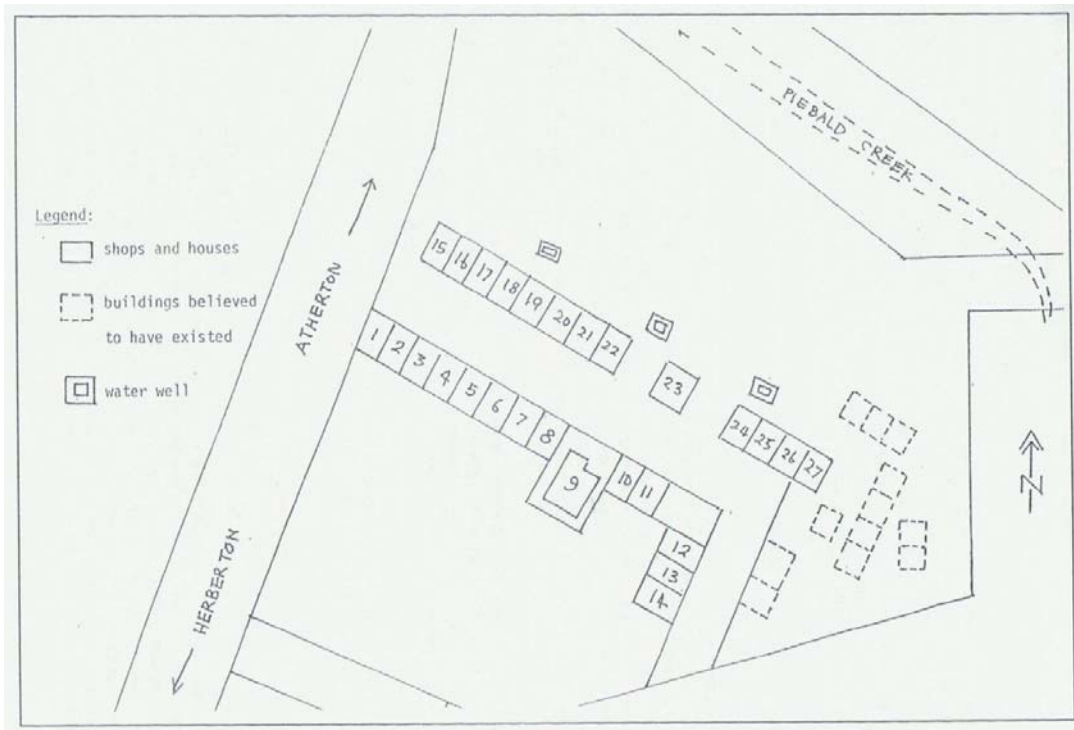 PIEBALD CREEK
Legend:
shops and houses
buildings believed
to have existed
water well
ATHERTON
HERBERTON
15 16 17 18 19 20 21 22
23
24 25 26 27
1 2 3 4 5 6 7 8
9
10 11
12
13
14
N